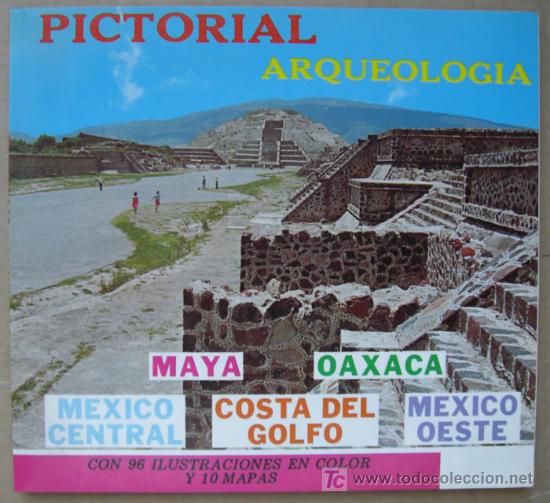 PICTORIAL
ARQUEOLOGIA
MAYA
OAXACA
MEXICO
CENTRAL
COSTA DEL
GOLFO
MEXICO
OESTE
CON 96 ILUSTRACIONES EN COLOR
Y 10 MAPAS
todocoleccion
www.todocoleccion.net